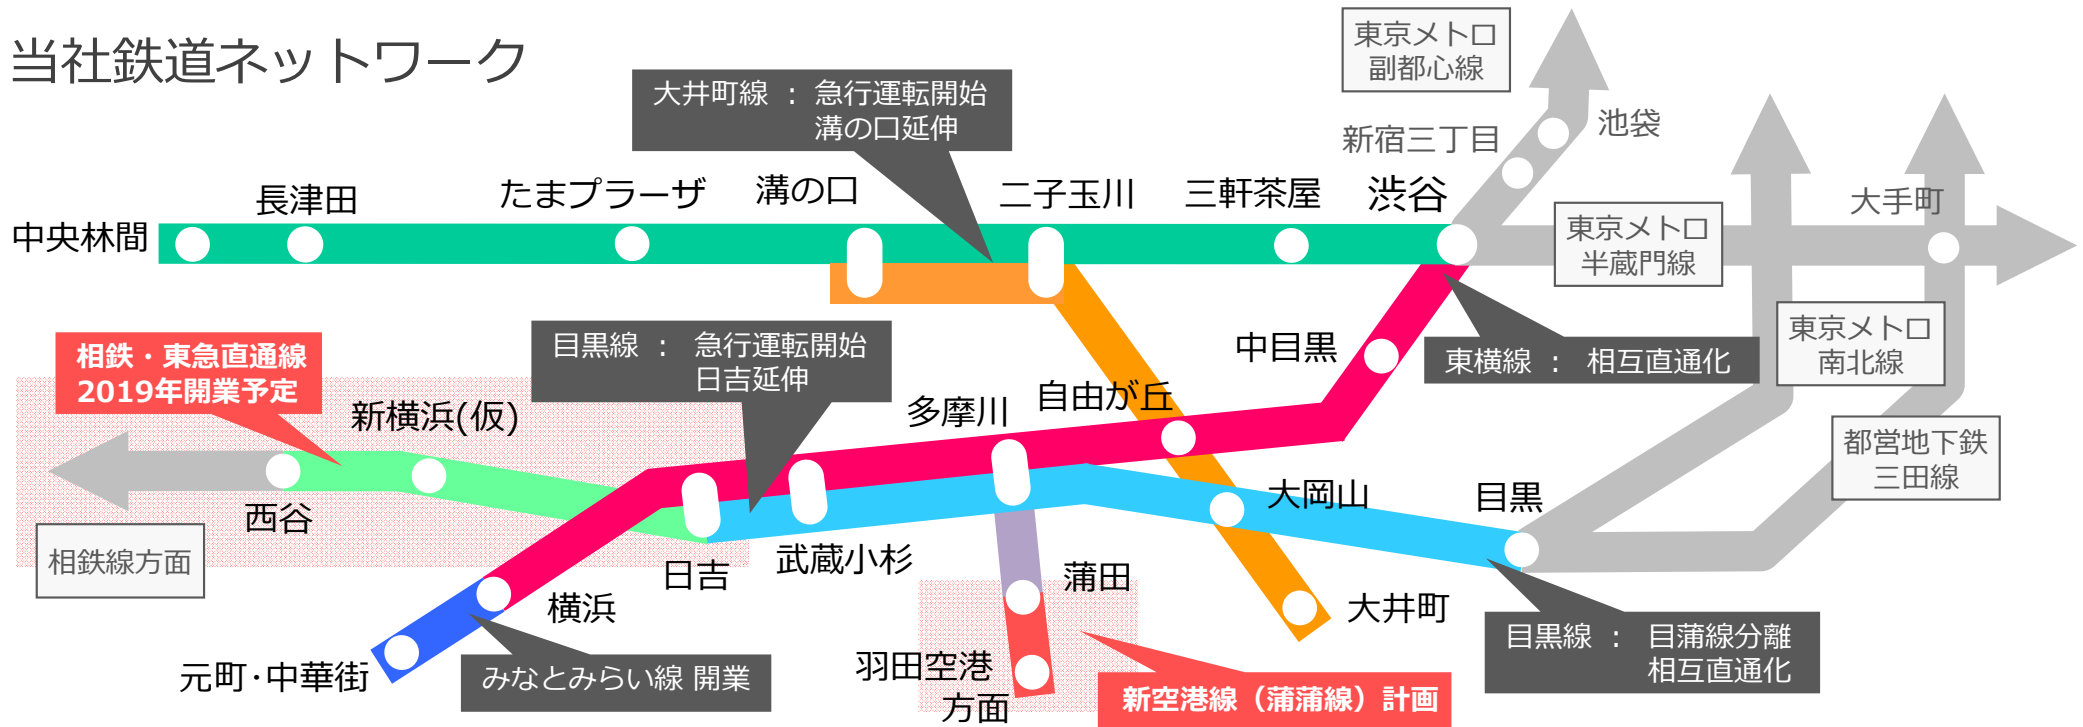 当社鉄道ネットワーク
東京メトロ
副都心線
大井町線 : 急行運転開始
溝の口延伸
池袋
新宿三丁目
中央林間
長津田
たまプラーザ
溝の口
二子玉川
三軒茶屋
渋谷
大手町
東京メトロ
半蔵門線
相鉄・東急直通線
2019年開業予定
目黒線 : 急行運転開始
日吉延伸
中目黒
東横線 : 相互直通化
東京メトロ
南北線
新横浜(仮)
多摩川
自由が丘
都営地下鉄
三田線
西谷
相鉄線方面
日吉
武蔵小杉
大岡山
目黒
蒲田
横浜
大井町
元町・中華街
みなとみらい線 開業
羽田空港
方面
新空港線（蒲蒲線）計画
目黒線 : 目蒲線分離
相互直通化